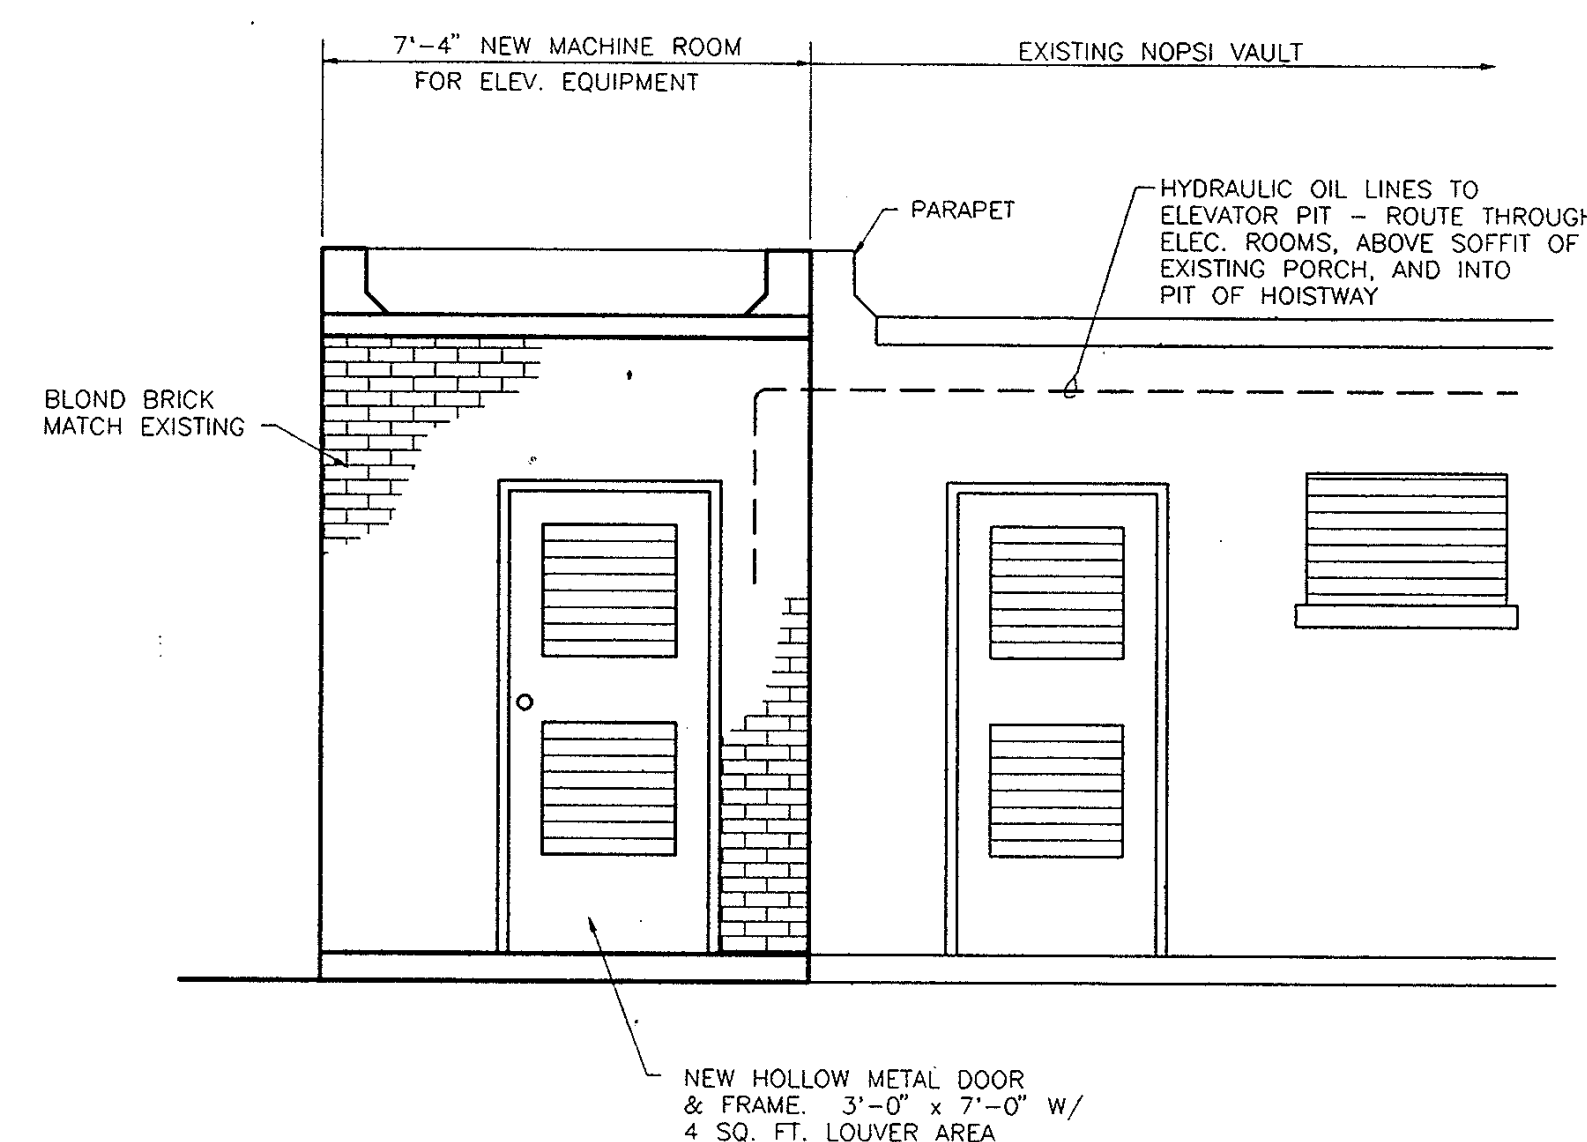 7'-4" NEW MACHINE ROOM
FOR ELEV. EQUIPMENT
EXISTING NOPSI VAULT
PARAPET
HYDRAULIC OIL LINES TO
ELEVATOR PIT – ROUTE THROUGH
ELEC. ROOMS, ABOVE SOFFIT OF
EXISTING PORCH, AND INTO
PIT OF HOISTWAY
BLOND BRICK
MATCH EXISTING
NEW HOLLOW METAL DOOR
& FRAME. 3'-0" x 7'-0" W/
4 SQ. FT. LOUVER AREA